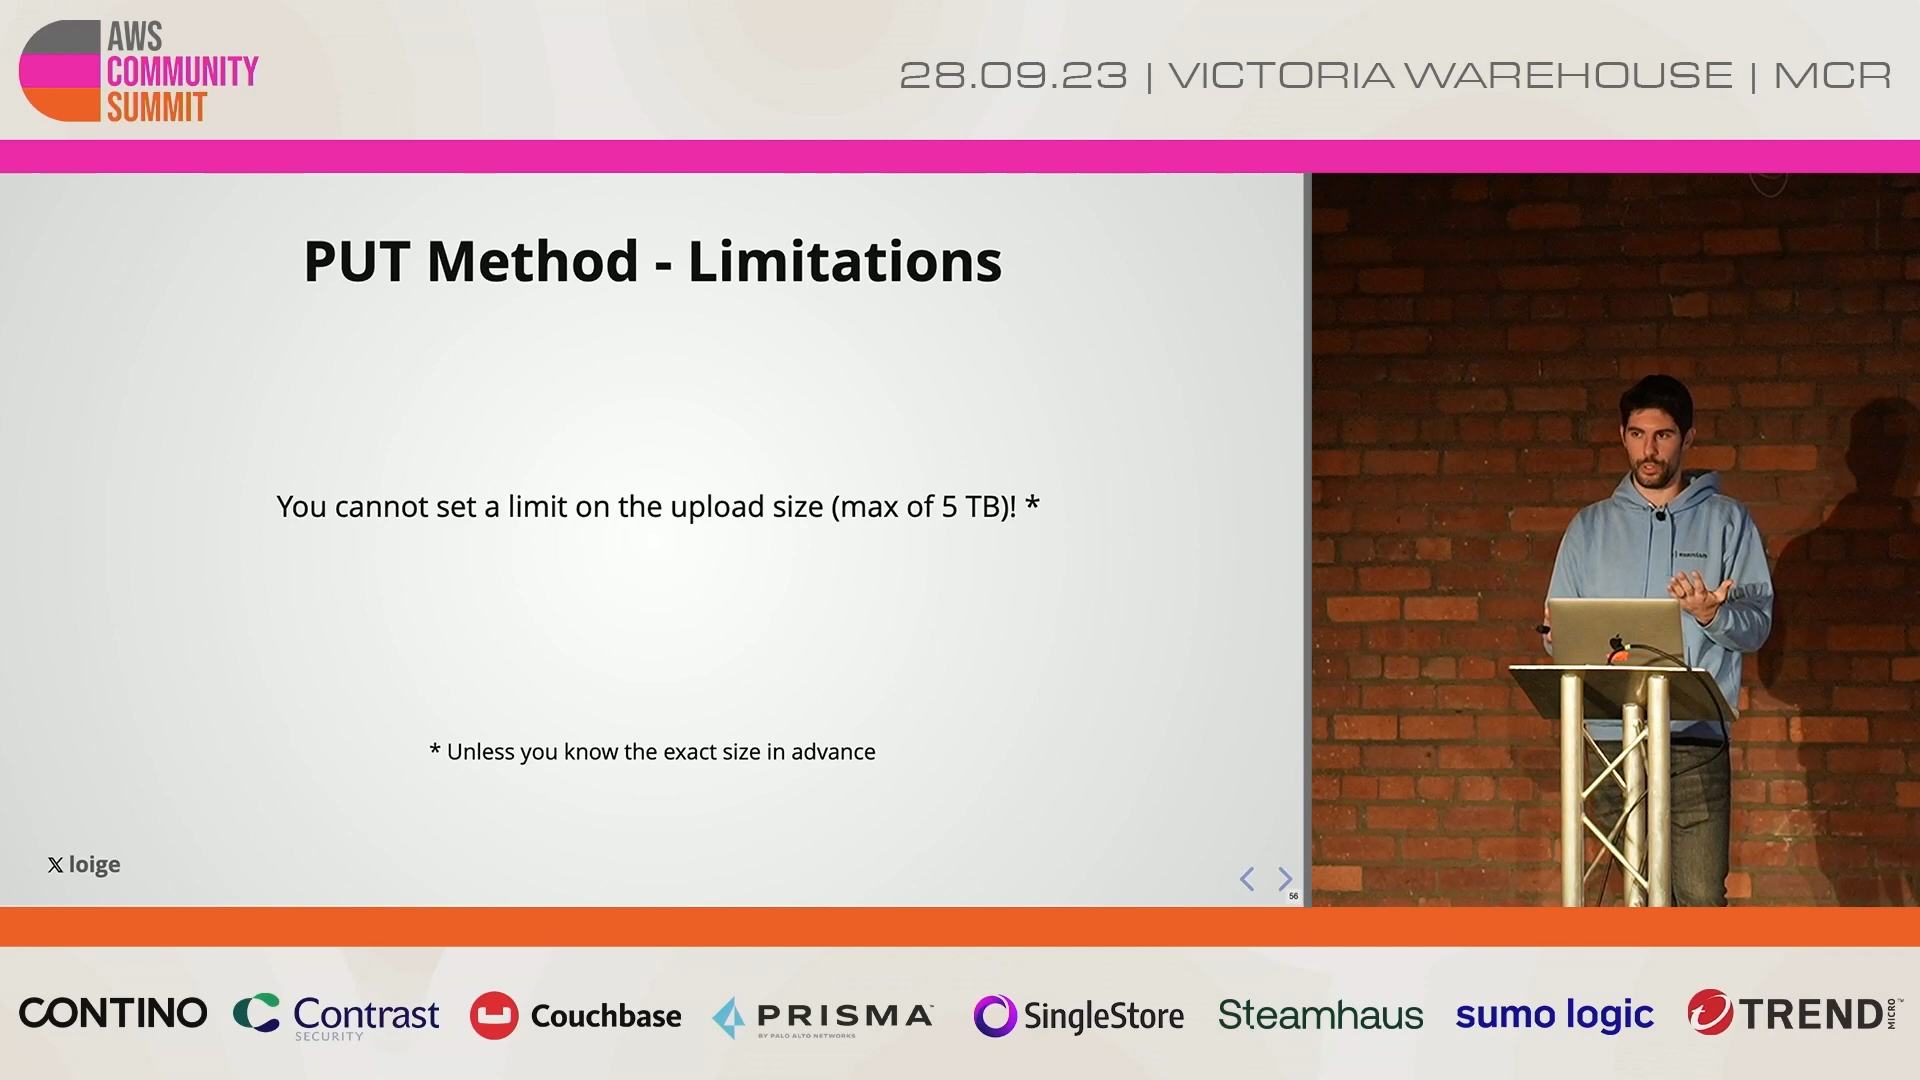 AWS
COMMUNITY
SUMMIT
28.09.23 | VICTORIA WAREHOUSE | MCR
PUT Method - Limitations
You cannot set a limit on the upload size (max of 5 TB)! *
* Unless you know the exact size in advance
X loige
56
CONTINO
Contrast
SECURITY
Couchbase
PRISMA™
BY PALO ALTO NETWORKS
SingleStore
Steamhaus
sumo logic
TREND MICRO™